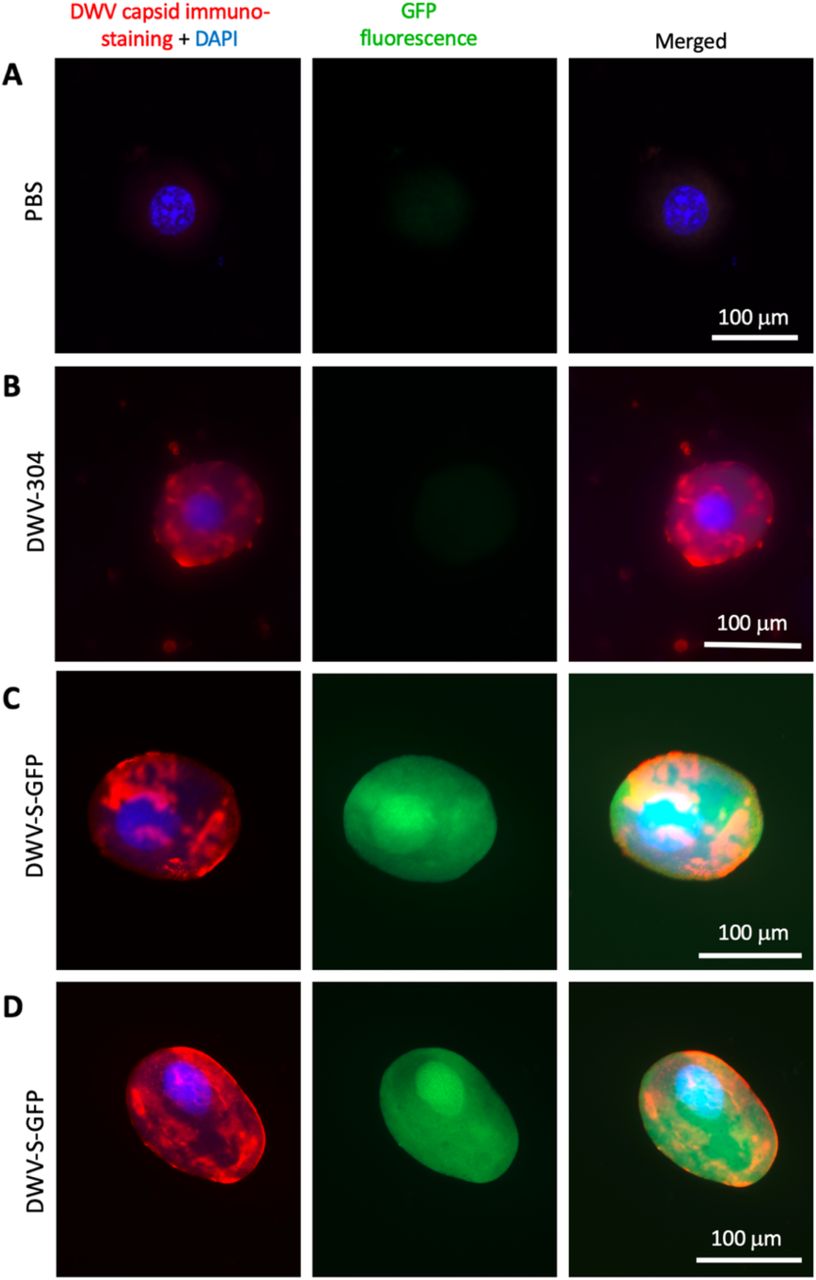 DWV capsid immuno-
staining + DAPI
GFP
fluorescence
Merged
A
PBS
100 μm
B
DWV-304
100 μm
C
DWV-S-GFP
100 μm
D
DWV-S-GFP
100 μm